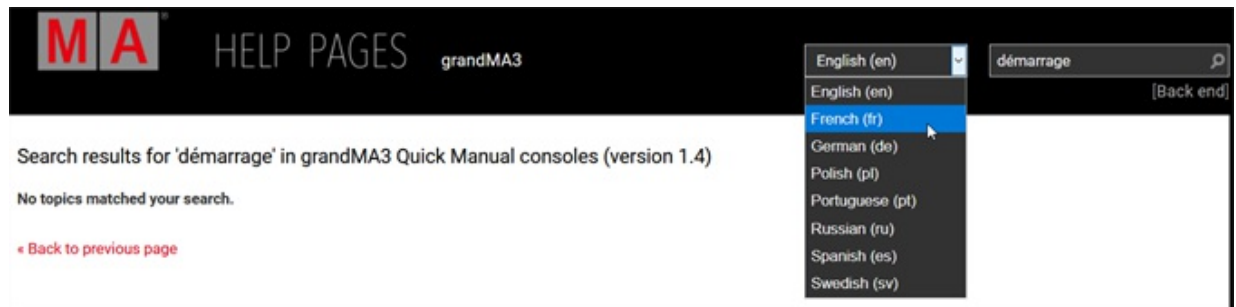 MA®
HELP PAGES grandMA3
English (en)
démarrage
English (en)
[Back end]
French (fr)
German (de)
Polish (pl)
Portuguese (pt)
Russian (ru)
Spanish (es)
Swedish (sv)
Search results for 'démarrage' in grandMA3 Quick Manual consoles (version 1.4)
No topics matched your search.
« Back to previous page